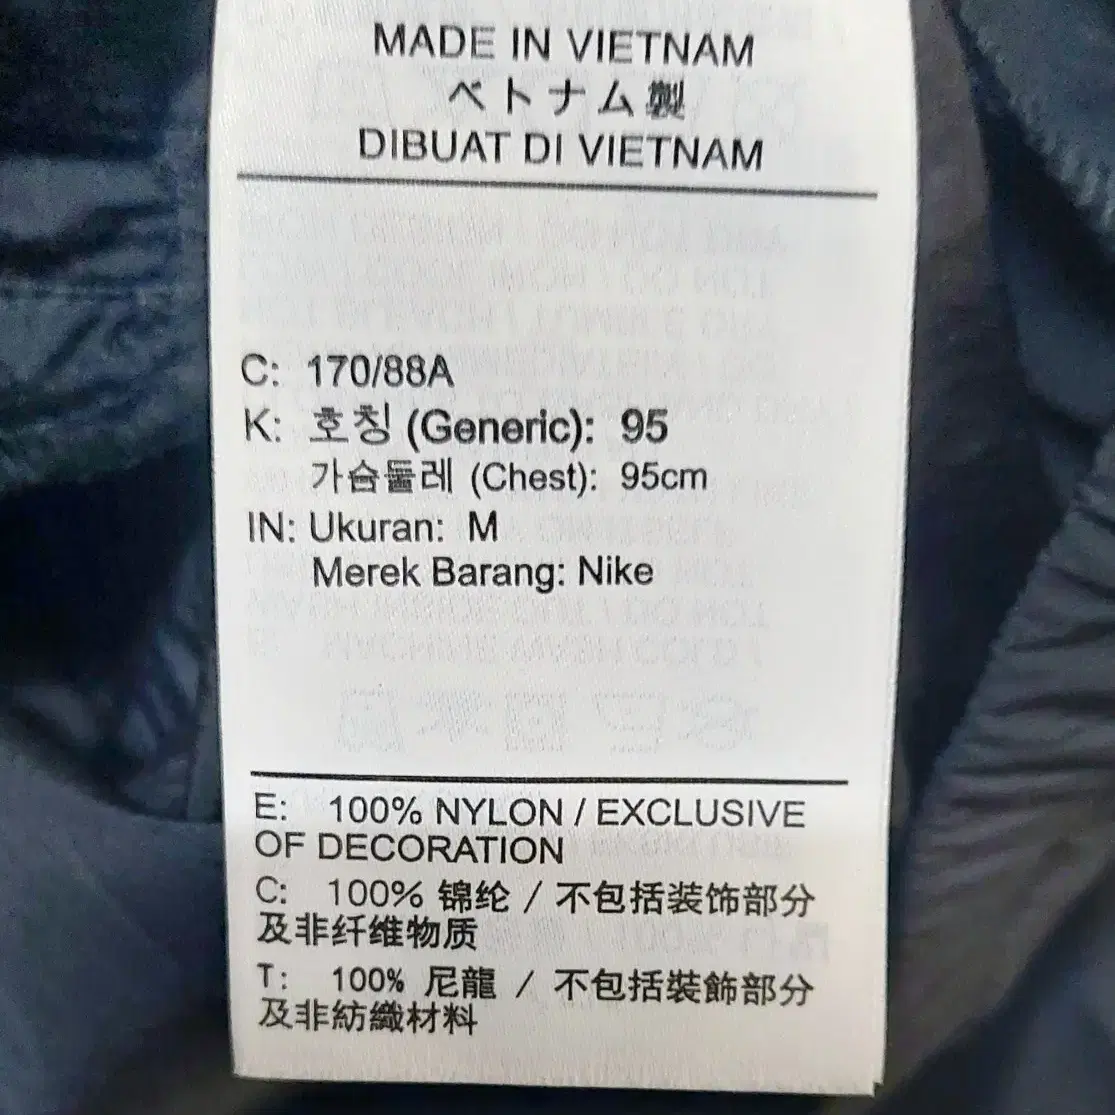 MADE IN VIETNAM
ベトナム製
DIBUAT DI VIETNAM
C: 170/88A
K: 호칭 (Generic): 95
가슴둘레 (Chest): 95cm
IN: Ukuran: M
Merek Barang: Nike
E: 100% NYLON / EXCLUSIVE
OF DECORATION
C: 100% 锦纶 / 不包括装饰部分
及非纤维物质
T: 100% 尼龍 / 不包括裝飾部分
及非紡織材料